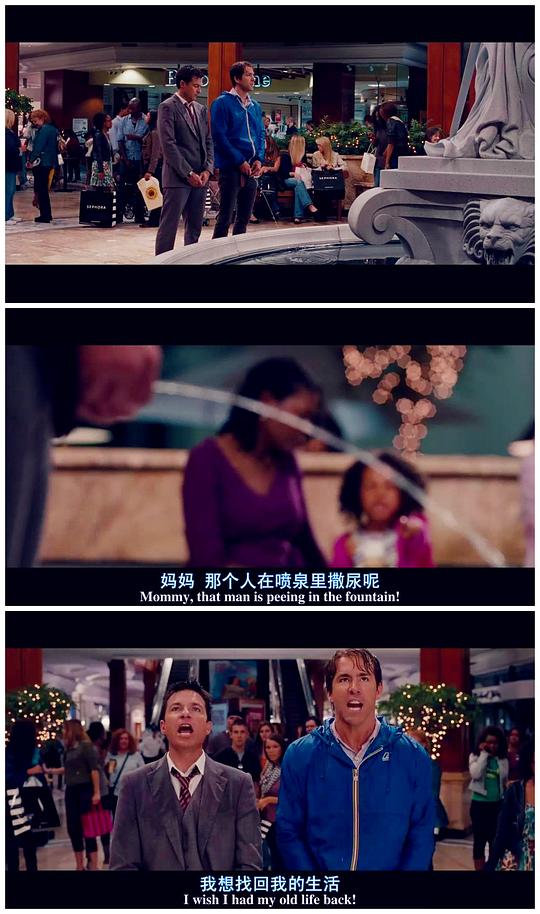 SEPHORA
妈妈 那个人在喷泉里撒尿呢
Mommy, that man is peeing in the fountain!
我想找回我的生活
I wish I had my old life back!